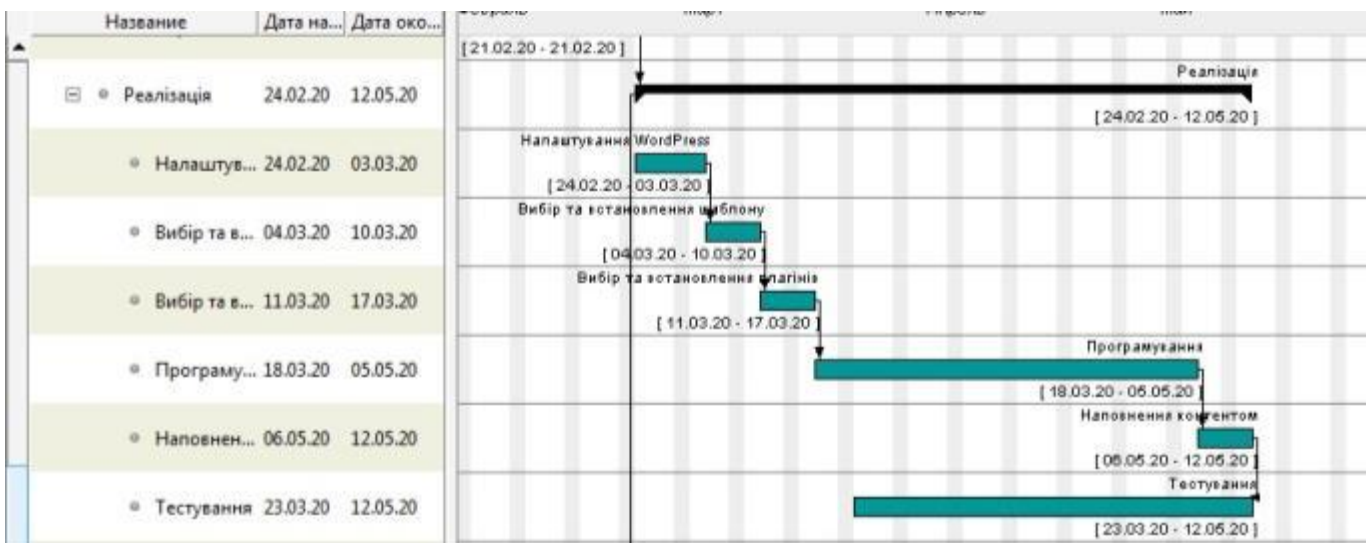 Название Дата на... Дата око... Март Апрель Май
[21.02.20 - 21.02.20]
Реалізація
Реалізація 24.02.20 12.05.20
[24.02.20 - 12.05.20]
Налаштування WordPress
Налаштув... 24.02.20 03.03.20
[24.02.20 - 03.03.20]
Вибір та встановлення шаблону
Вибір та в... 04.03.20 10.03.20
[04.03.20 - 10.03.20]
Вибір та встановлення плагінів
Вибір та в... 11.03.20 17.03.20
[11.03.20 - 17.03.20]
Програмування
Програму... 18.03.20 05.05.20
[18.03.20 - 05.05.20]
Наповнення контентом
Наповнен... 06.05.20 12.05.20
[06.05.20 - 12.05.20]
Тестування
Тестування 23.03.20 12.05.20
[23.03.20 - 12.05.20]